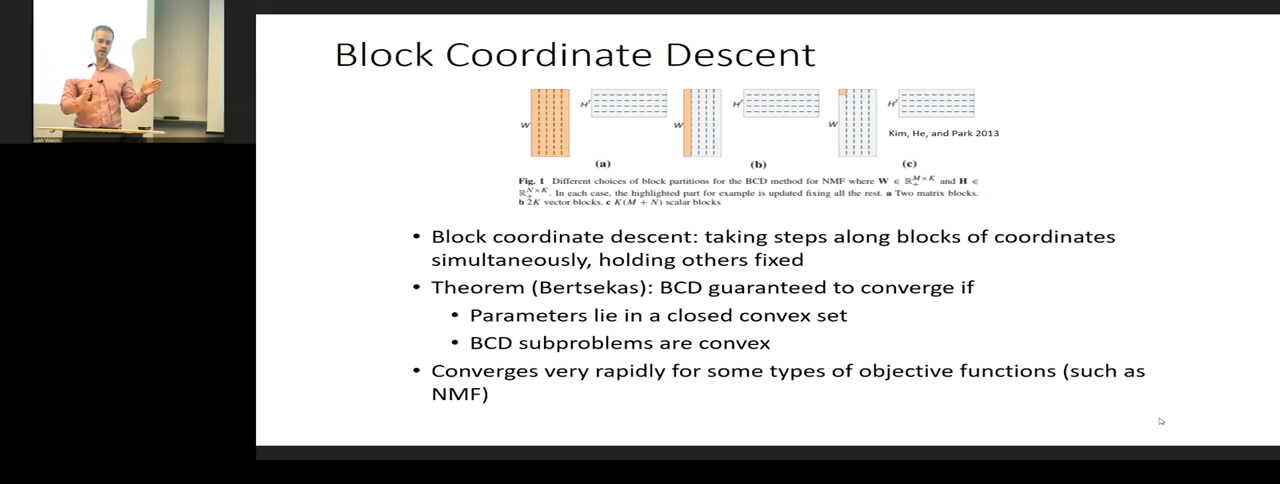 Block Coordinate Descent
W
H^T
W
H^T
W
H^T
Kim, He, and Park 2013
(a)
(b)
(c)
Fig. 1 Different choices of block partitions for the BCD method for NMF where W ∈ ℝ₊^{M×K} and H ∈
ℝ₊^{N×K}. In each case, the highlighted part for example is updated fixing all the rest. a Two matrix blocks.
b 2K vector blocks. c K(M + N) scalar blocks
• Block coordinate descent: taking steps along blocks of coordinates
simultaneously, holding others fixed
• Theorem (Bertsekas): BCD guaranteed to converge if
• Parameters lie in a closed convex set
• BCD subproblems are convex
• Converges very rapidly for some types of objective functions (such as
NMF)